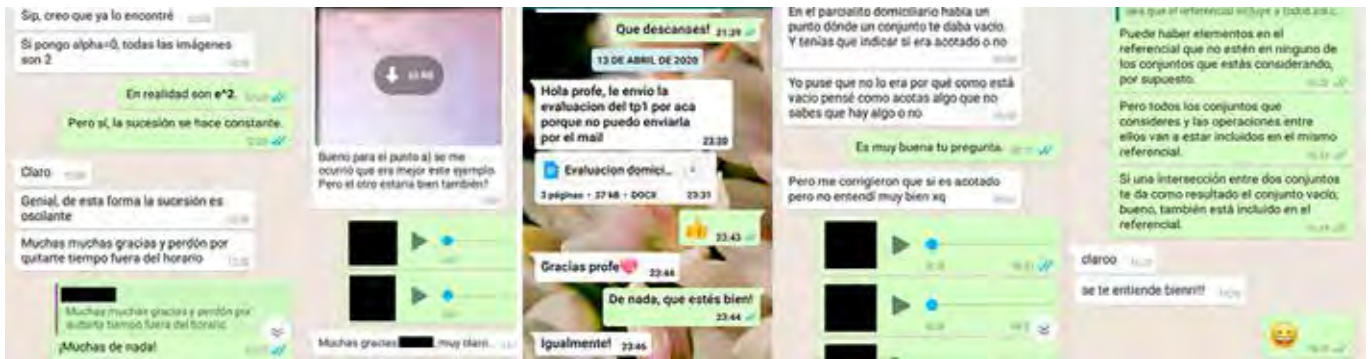 Sip, creo que ya lo encontré
Si pongo alpha=0, todas las imágenes
son 2
En realidad son e^2.
Pero sí, la sucesión se hace constante.
Claro
Genial, de esta forma la sucesión es
oscilante
Muchas muchas gracias y perdón por
quitarte tiempo fuera del horario
Muchas muchas gracias y perdón por
quitarte tiempo fuera del horario
¡Muchas de nada!
Bueno para el punto a) se me
ocurrió que era mejor este ejemplo.
Pero el otro estaria bien también?
Muchas gracias muy claro...
Que descanses! 21:39
13 DE ABRIL DE 2020
Hola profe, le envio la
evaluacion del tp1 por aca
porque no puedo enviarla
por el mail
23:30
Evaluacion domici...
3 páginas • 37 kB • DOCX 23:31
👍 23:43
Gracias profe💖 23:44
De nada, que estés bien!
23:44
Igualmente! 23:46
En el parcialito domiciliario había un
punto dónde un conjunto te daba vacío.
Y tenías que indicar si era acotado o no
Yo puse que no lo era por qué como está
vacio pensé como acotas algo que no
sabes que hay algo o no
Es muy buena tu pregunta.
Pero me corrigieron que si es acotado
pero no entendí muy bien xq
Puede haber elementos en el
referencial que no estén en ninguno de
los conjuntos que estás considerando,
por supuesto.
Pero todos los conjuntos que
consideres y las operaciones entre
ellos van a estar incluidos en el mismo
referencial.
Si una intersección entre dos conjuntos
te da como resultado el conjunto vacío,
bueno, también está incluido en el
referencial.
claroo
se te entiende bienn!!!
😄